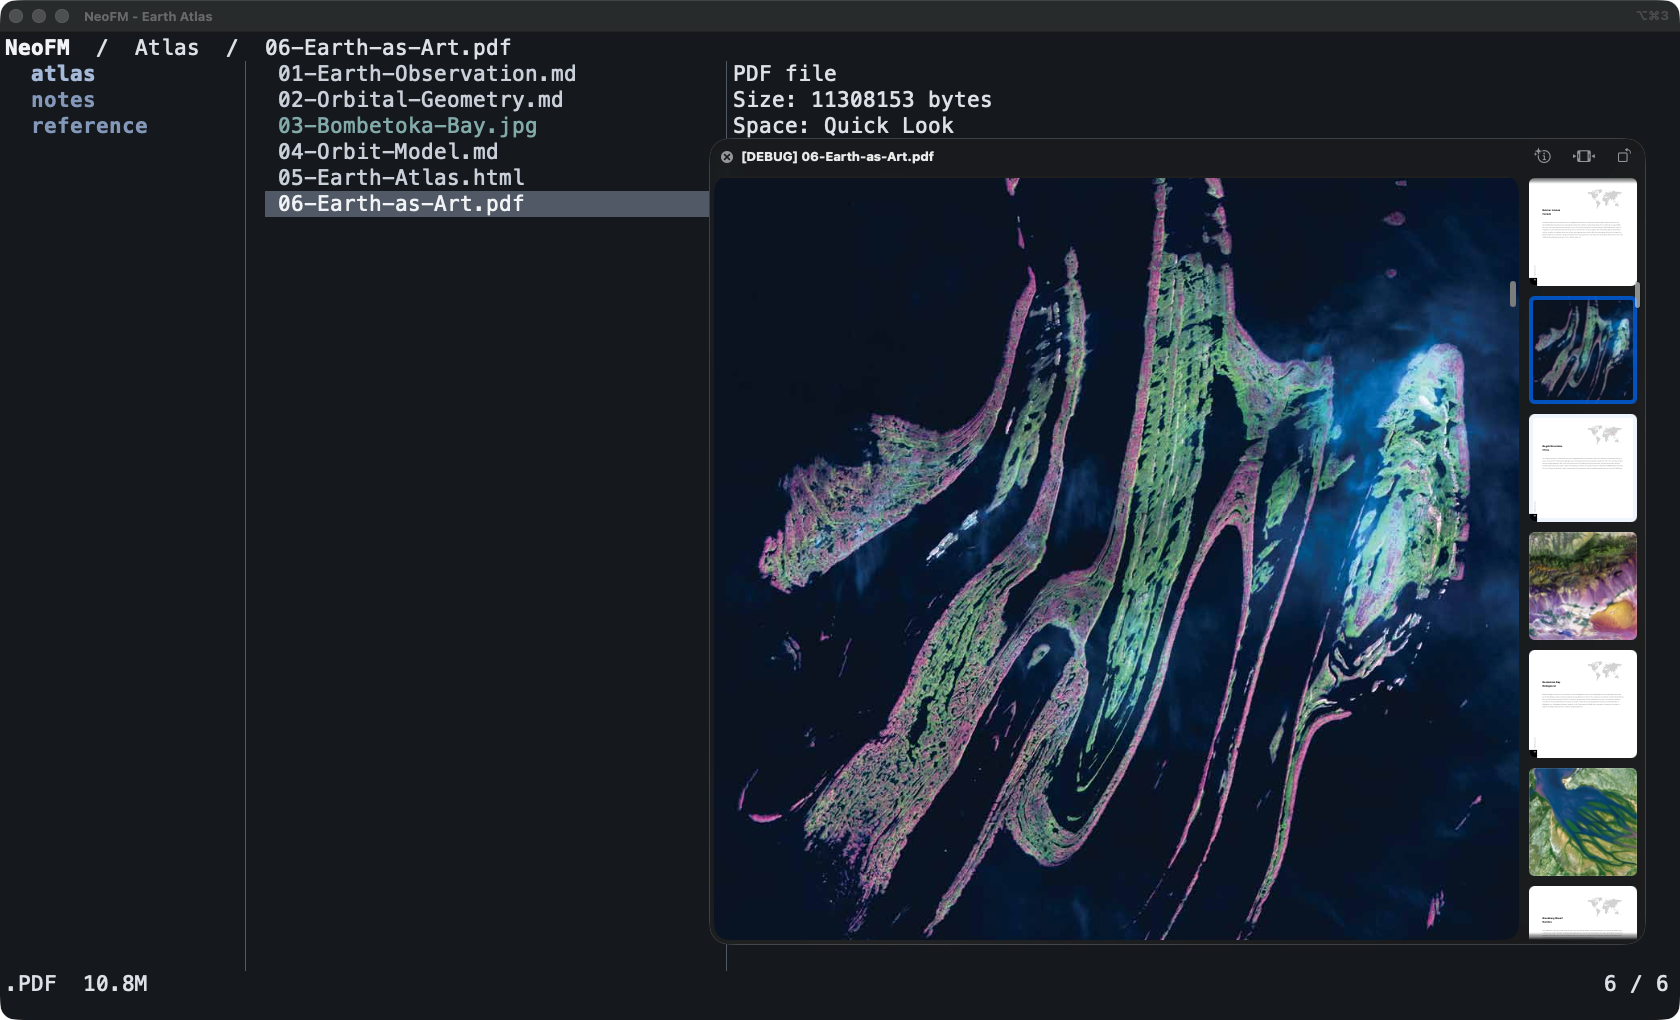 NeoFM - Earth Atlas
⌥⌘3
NeoFM / Atlas / 06-Earth-as-Art.pdf
atlas
notes
reference
01-Earth-Observation.md
02-Orbital-Geometry.md
03-Bombetoka-Bay.jpg
04-Orbit-Model.md
05-Earth-Atlas.html
06-Earth-as-Art.pdf
PDF file
Size: 11308153 bytes
Space: Quick Look
[DEBUG] 06-Earth-as-Art.pdf
.PDF 10.8M
6 / 6